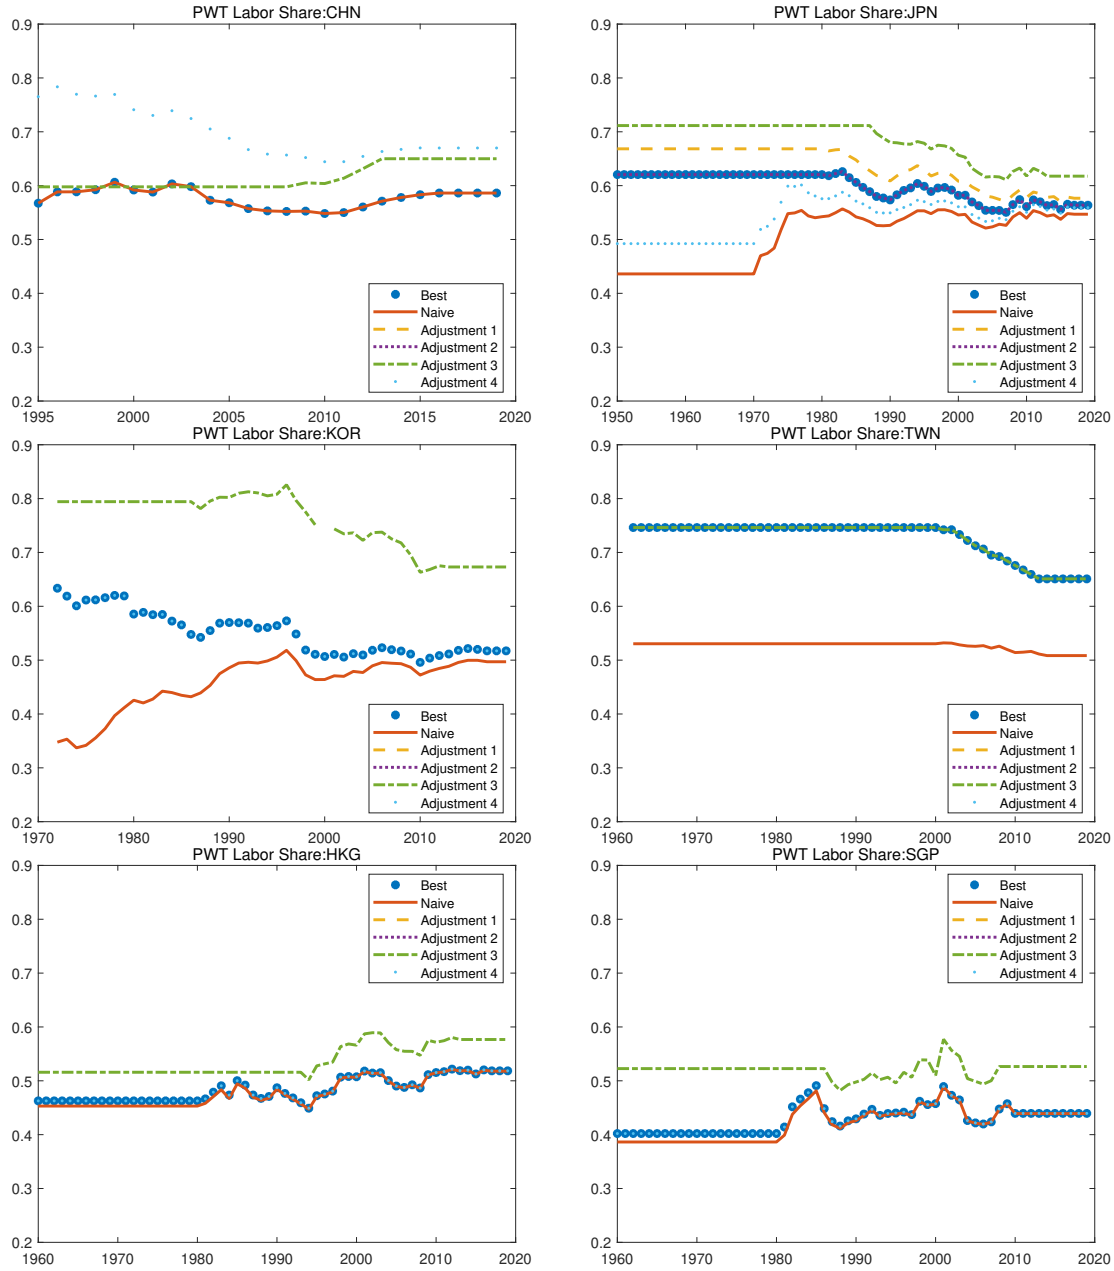 PWT Labor Share:CHN
0.9
0.8
0.7
0.6
0.5
0.4
0.3
0.2
1995
2000
2005
2010
2015
2020
Best
Naive
Adjustment 1
Adjustment 2
Adjustment 3
Adjustment 4
PWT Labor Share:JPN
0.9
0.8
0.7
0.6
0.5
0.4
0.3
0.2
1950
1960
1970
1980
1990
2000
2010
2020
Best
Naive
Adjustment 1
Adjustment 2
Adjustment 3
Adjustment 4
PWT Labor Share:KOR
0.9
0.8
0.7
0.6
0.5
0.4
0.3
0.2
1970
1980
1990
2000
2010
2020
Best
Naive
Adjustment 1
Adjustment 2
Adjustment 3
Adjustment 4
PWT Labor Share:TWN
0.9
0.8
0.7
0.6
0.5
0.4
0.3
0.2
1960
1970
1980
1990
2000
2010
2020
Best
Naive
Adjustment 1
Adjustment 2
Adjustment 3
Adjustment 4
PWT Labor Share:HKG
0.9
0.8
0.7
0.6
0.5
0.4
0.3
0.2
1960
1970
1980
1990
2000
2010
2020
Best
Naive
Adjustment 1
Adjustment 2
Adjustment 3
Adjustment 4
PWT Labor Share:SGP
0.9
0.8
0.7
0.6
0.5
0.4
0.3
0.2
1960
1970
1980
1990
2000
2010
2020
Best
Naive
Adjustment 1
Adjustment 2
Adjustment 3
Adjustment 4